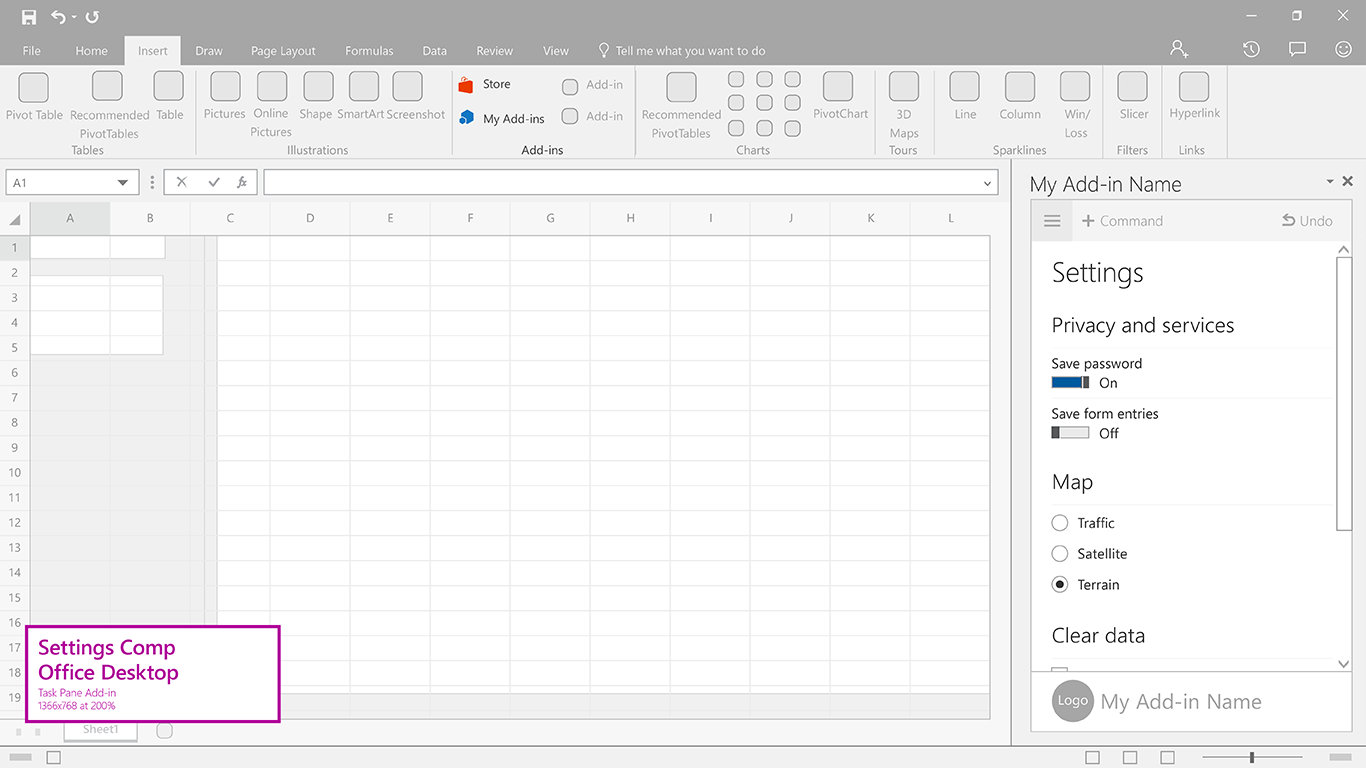 File Home Insert Draw Page Layout Formulas Data Review View Tell me what you want to do
Pivot Table
Recommended
PivotTables
Table
Tables
Pictures
Online
Pictures
Shape
SmartArt
Screenshot
Illustrations
Store
My Add-ins
Add-in
Add-in
Add-ins
Recommended
PivotTables
PivotChart
Charts
3D
Maps
Tours
Line
Column
Win/
Loss
Sparklines
Slicer
Filters
Hyperlink
Links
A1
fx
A B C D E F G H I J K L
1
2
3
4
5
6
7
8
9
10
11
12
13
14
15
16
17
18
19
Settings Comp
Office Desktop
Task Pane Add-in
1366x768 at 200%
Sheet1
My Add-in Name
Command
Undo
Settings
Privacy and services
Save password
On
Save form entries
Off
Map
Traffic
Satellite
Terrain
Clear data
Logo
My Add-in Name